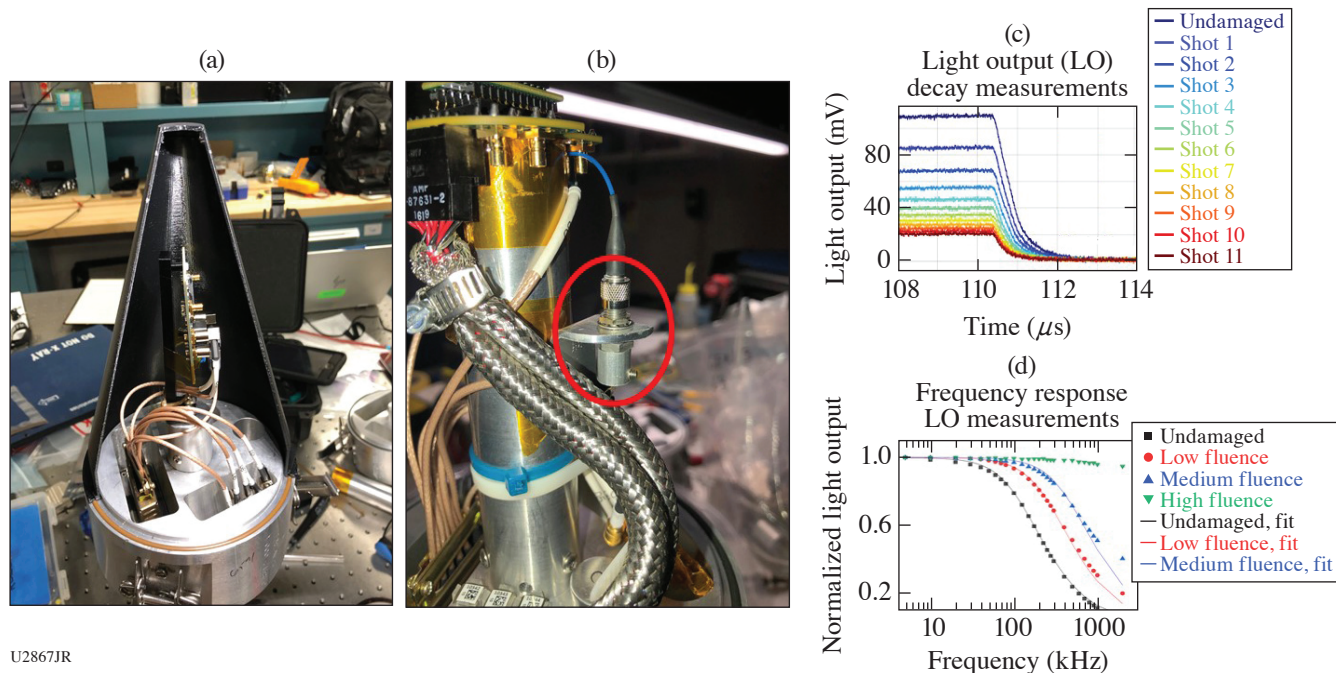 (a)
(b)
(c)
Light output (LO)
decay measurements
Light output (mV)
80
40
0
108
110
112
114
Time (μs)
Undamaged
Shot 1
Shot 2
Shot 3
Shot 4
Shot 5
Shot 6
Shot 7
Shot 8
Shot 9
Shot 10
Shot 11
DO NOT X-RAY
AMP
87631-2
1619
(d)
Frequency response
LO measurements
Normalized light output
1.0
0.6
0.2
10
100
1000
Frequency (kHz)
Undamaged
Low fluence
Medium fluence
High fluence
Undamaged, fit
Low fluence, fit
Medium fluence, fit
U2867JR